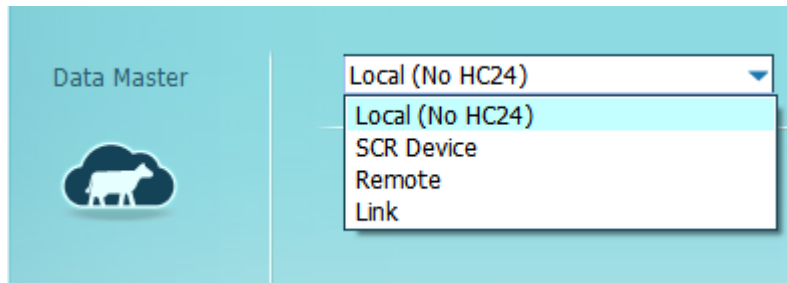 Data Master
Local (No HC24)
Local (No HC24)
SCR Device
Remote
Link